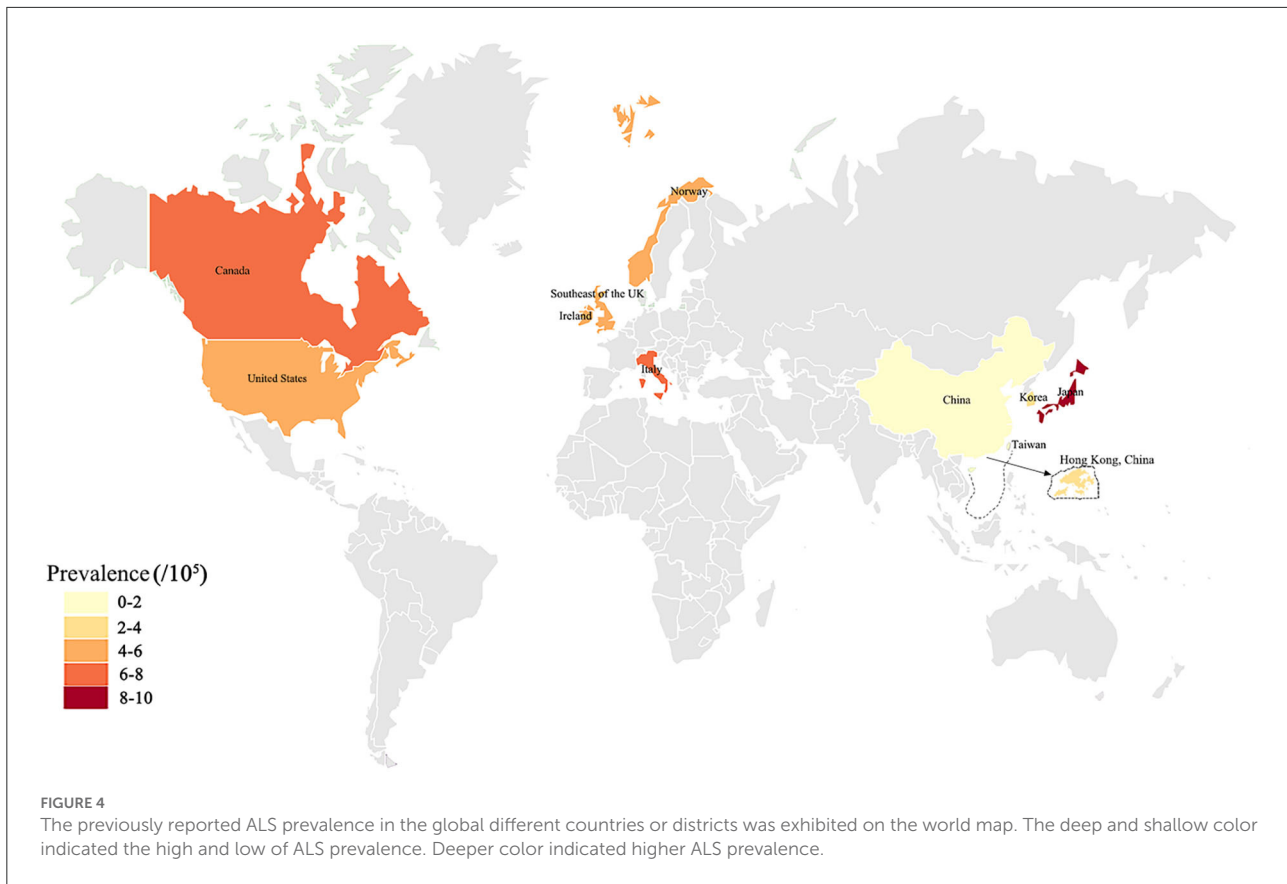 Norway
Canada
Southeast of the UK
Ireland
United States
Italy
China
Korea
Japan
Taiwan
Hong Kong, China
Prevalence (/10⁵)
0-2
2-4
4-6
6-8
8-10
FIGURE 4
The previously reported ALS prevalence in the global different countries or districts was exhibited on the world map. The deep and shallow color
indicated the high and low of ALS prevalence. Deeper color indicated higher ALS prevalence.